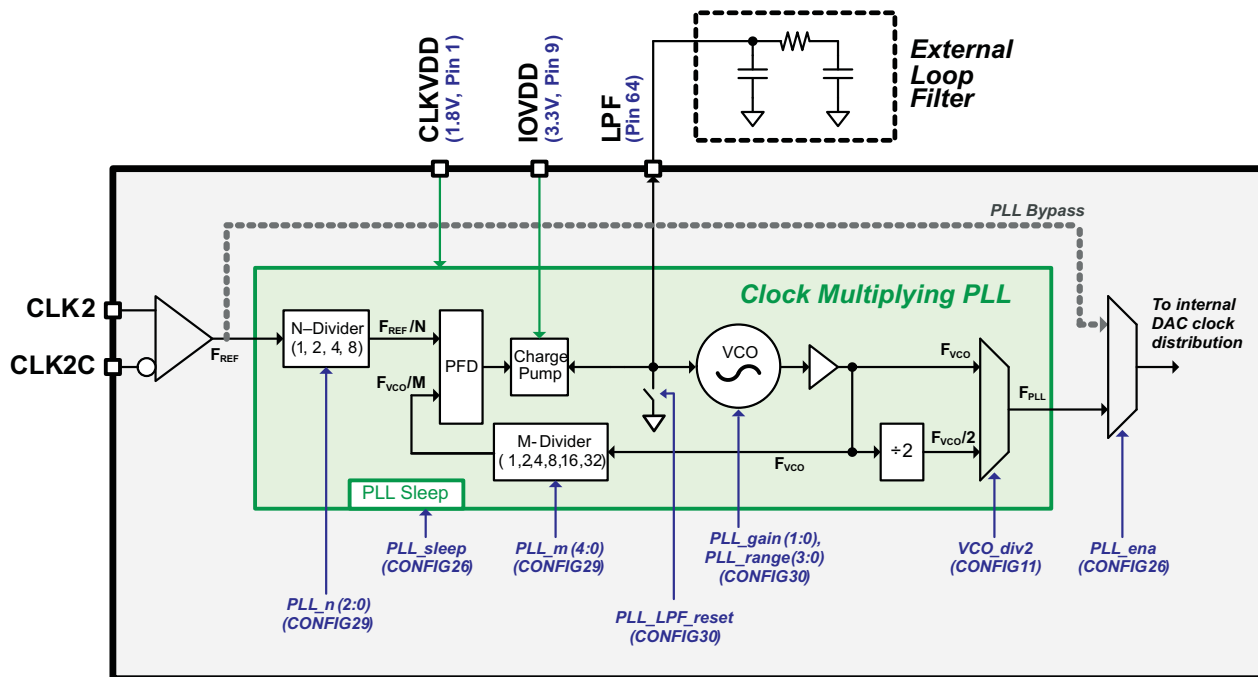 External
Loop
Filter
CLKVDD
(1.8V, Pin 1)
IOVDD
(3.3V, Pin 9)
LPF
(Pin 64)
PLL Bypass
Clock Multiplying PLL
CLK2
CLK2C
FREF
N–Divider
(1, 2, 4, 8)
FREF/N
FVCO/M
PFD
Charge
Pump
VCO
FVCO
FPLL
To internal
DAC clock
distribution
M- Divider
( 1,2,4,8,16,32)
FVCO
÷2
FVCO/2
PLL Sleep
PLL_sleep
(CONFIG26)
PLL_m (4:0)
(CONFIG29)
PLL_gain (1:0),
PLL_range (3:0)
(CONFIG30)
VCO_div2
(CONFIG11)
PLL_ena
(CONFIG26)
PLL_n (2:0)
(CONFIG29)
PLL_LPF_reset
(CONFIG30)